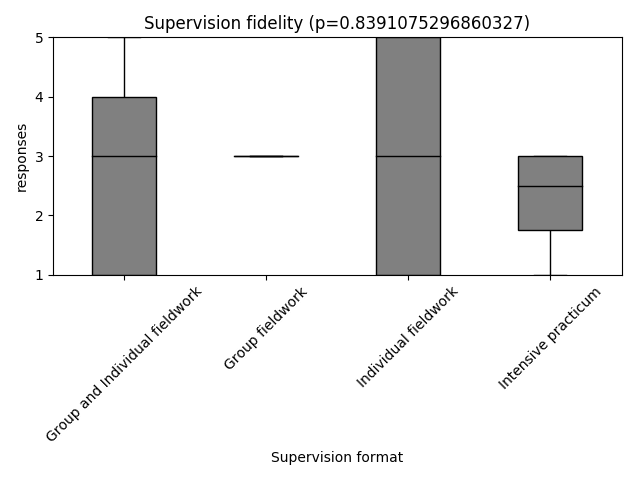 Supervision fidelity (p=0.8391075296860327)
responses
5
4
3
2
1
Group and Individual fieldwork
Group fieldwork
Individual fieldwork
Intensive practicum
Supervision format